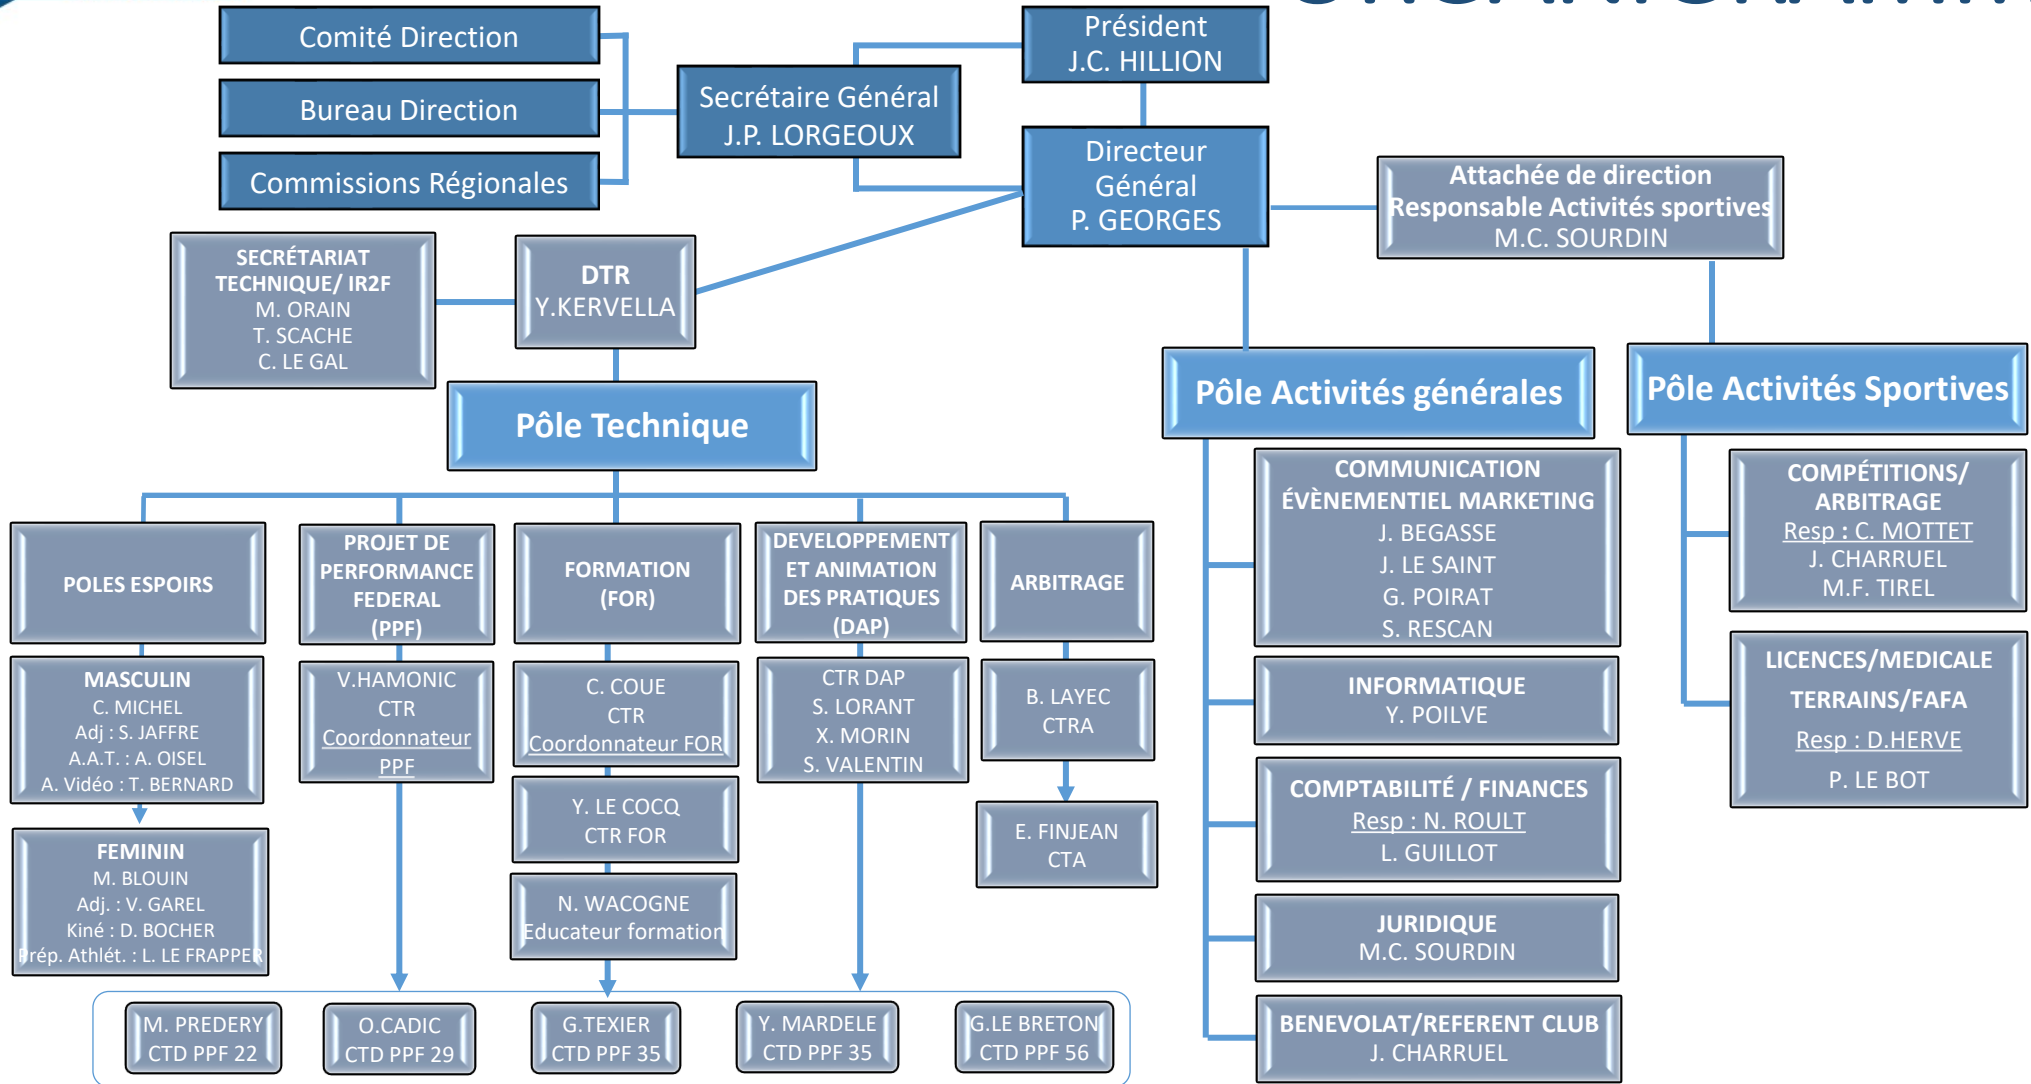 Comité Direction
Bureau Direction
Commissions Régionales
Secrétaire Général
J.P. LORGEOUX
Président
J.C. HILLION
Directeur
Général
P. GEORGES
Attachée de direction
Responsable Activités sportives
M.C. SOURDIN
SECRÉTARIAT
TECHNIQUE/ IR2F
M. ORAIN
T. SCACHE
C. LE GAL
DTR
Y.KERVELLA
Pôle Technique
Pôle Activités générales
Pôle Activités Sportives
POLES ESPOIRS
MASCULIN
C. MICHEL
Adj : S. JAFFRE
A.A.T. : A. OISEL
A. Vidéo : T. BERNARD
FEMININ
M. BLOUIN
Adj. : V. GAREL
Kiné : D. BOCHER
Prép. Athlét. : L. LE FRAPPER
PROJET DE
PERFORMANCE
FEDERAL
(PPF)
V.HAMONIC
CTR
Coordonnateur
PPF
FORMATION
(FOR)
C. COUE
CTR
Coordonnateur FOR
Y. LE COCQ
CTR FOR
N. WACOGNE
Educateur formation
DEVELOPPEMENT
ET ANIMATION
DES PRATIQUES
(DAP)
CTR DAP
S. LORANT
X. MORIN
S. VALENTIN
ARBITRAGE
B. LAYEC
CTRA
E. FINJEAN
CTA
M. PREDERY
CTD PPF 22
O.CADIC
CTD PPF 29
G.TEXIER
CTD PPF 35
Y. MARDELE
CTD PPF 35
G.LE BRETON
CTD PPF 56
COMMUNICATION
ÉVÈNEMENTIEL MARKETING
J. BEGASSE
J. LE SAINT
G. POIRAT
S. RESCAN
INFORMATIQUE
Y. POILVE
COMPTABILITÉ / FINANCES
Resp : N. ROULT
L. GUILLOT
JURIDIQUE
M.C. SOURDIN
BENEVOLAT/REFERENT CLUB
J. CHARRUEL
COMPÉTITIONS/
ARBITRAGE
Resp : C. MOTTET
J. CHARRUEL
M.F. TIREL
LICENCES/MEDICALE
TERRAINS/FAFA
Resp : D.HERVE
P. LE BOT